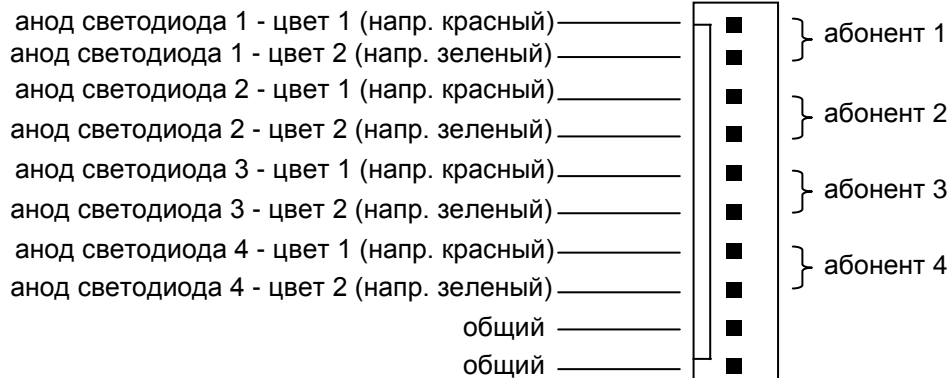 анод светодиода 1 - цвет 1 (напр. красный)
анод светодиода 1 - цвет 2 (напр. зеленый)
абонент 1
анод светодиода 2 - цвет 1 (напр. красный)
анод светодиода 2 - цвет 2 (напр. зеленый)
абонент 2
анод светодиода 3 - цвет 1 (напр. красный)
анод светодиода 3 - цвет 2 (напр. зеленый)
абонент 3
анод светодиода 4 - цвет 1 (напр. красный)
анод светодиода 4 - цвет 2 (напр. зеленый)
абонент 4
общий
общий